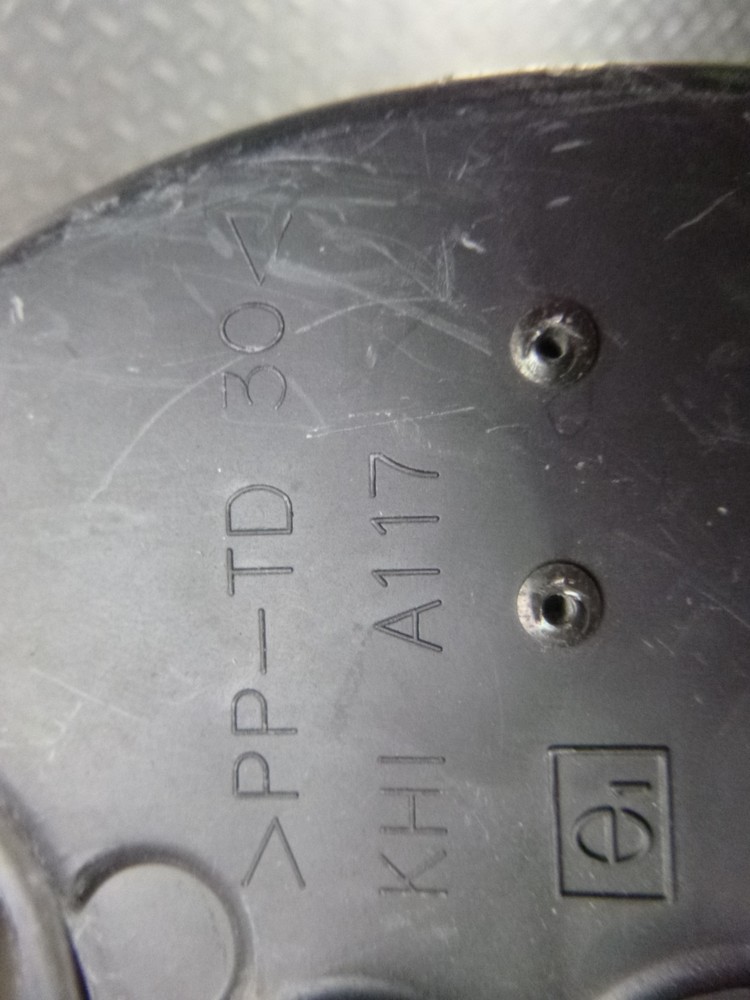 >PP-TD 30<
KHI A117
e1